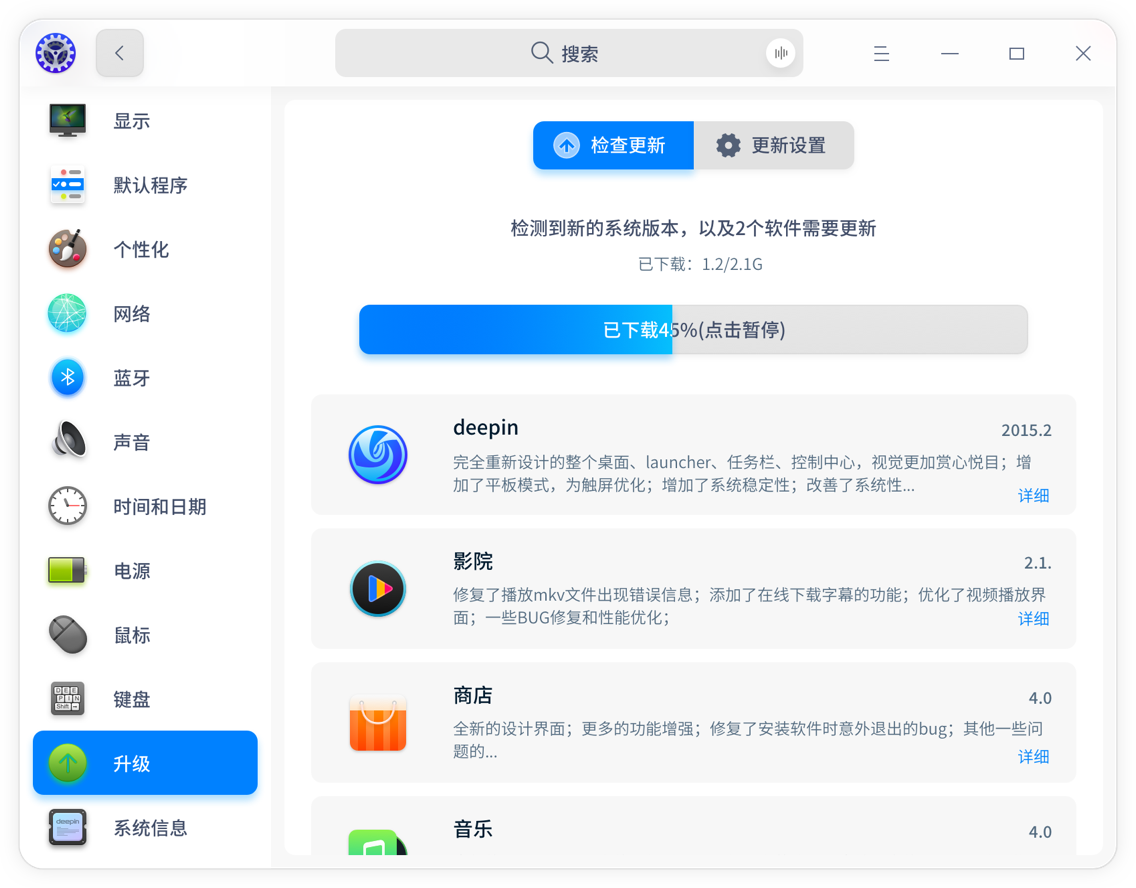 搜索
显示
默认程序
个性化
网络
蓝牙
声音
时间和日期
电源
鼠标
键盘
升级
系统信息
检查更新
更新设置
检测到新的系统版本，以及2个软件需要更新
已下载：1.2/2.1G
已下载45%(点击暂停)
deepin
2015.2
完全重新设计的整个桌面、launcher、任务栏、控制中心，视觉更加赏心悦目；增
加了平板模式，为触屏优化；增加了系统稳定性；改善了系统性...
详细
影院
2.1.
修复了播放mkv文件出现错误信息；添加了在线下载字幕的功能；优化了视频播放界
面；一些BUG修复和性能优化；
详细
商店
4.0
全新的设计界面；更多的功能增强；修复了安装软件时意外退出的bug；其他一些问
题的...
详细
音乐
4.0